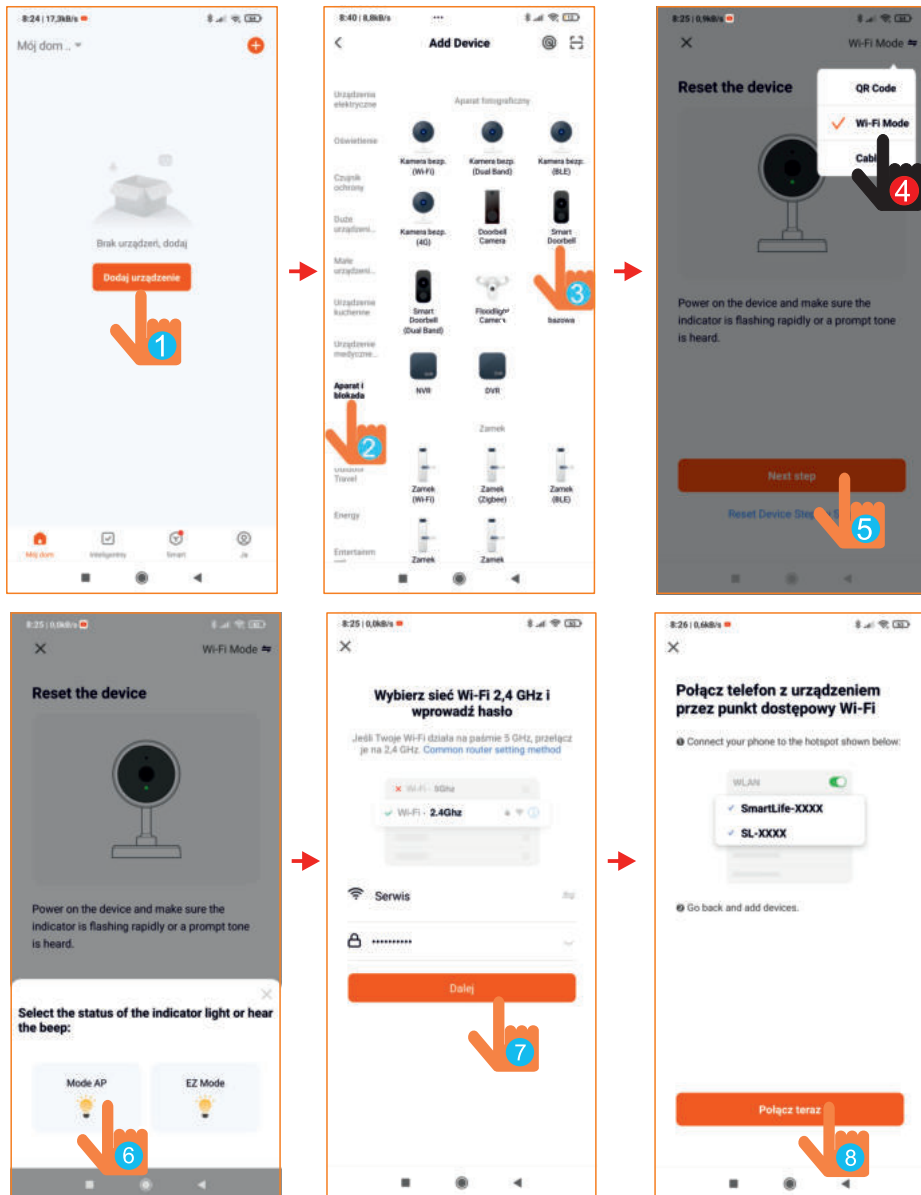 8:24 | 17,3kB/s
Mój dom .. 
Brak urządzeń, dodaj
Dodaj urządzenie
1
Mój dom
Inteligentny
Smart
Ja
8:40 | 8,8kB/s
Add Device
Urządzenia
elektryczne
Oświetlenie
Czujnik
ochrony
Duże
urządzeni...
Małe
urządzeni...
Urządzenie
kuchenne
Urządzenie
medyczne...
Aparat i
blokada
2
Travel
Energy
Entertainm
Aparat fotograficzny
Kamera bezp.
(Wi-Fi)
Kamera bezp.
(Dual Band)
Kamera bezp.
(BLE)
Kamera bezp.
(4G)
Doorbell
Camera
Smart
Doorbell
3
Smart
Doorbell
(Dual Band)
Floodlight
Camera
bazowa
NVR
DVR
Zamek
Zamek
(Wi-Fi)
Zamek
(Zigbee)
Zamek
(BLE)
Zamek
Zamek
8:25 | 0,9kB/s
Wi-Fi Mode
Reset the device
QR Code
Wi-Fi Mode
4
Power on the device and make sure the
indicator is flashing rapidly or a prompt tone
is heard.
Next step
Reset Device Step
5
8:25 | 0,0kB/s
Wi-Fi Mode
Reset the device
Power on the device and make sure the
indicator is flashing rapidly or a prompt tone
is heard.
Select the status of the indicator light or hear
the beep:
Mode AP
EZ Mode
6
8:25 | 0,0kB/s
Wybierz sieć Wi-Fi 2,4 GHz i
wprowadź hasło
Jeśli Twoje Wi-Fi działa na paśmie 5 GHz, przełącz
je na 2,4 GHz. Common router setting method
Wi-Fi - 5Ghz
Wi-Fi - 2.4Ghz
Serwis
••••••••••
Dalej
7
8:26 | 0,6kB/s
Połącz telefon z urządzeniem
przez punkt dostępowy Wi-Fi
❶ Connect your phone to the hotspot shown below:
WLAN
SmartLife-XXXX
SL-XXXX
❷ Go back and add devices.
Połącz teraz
8